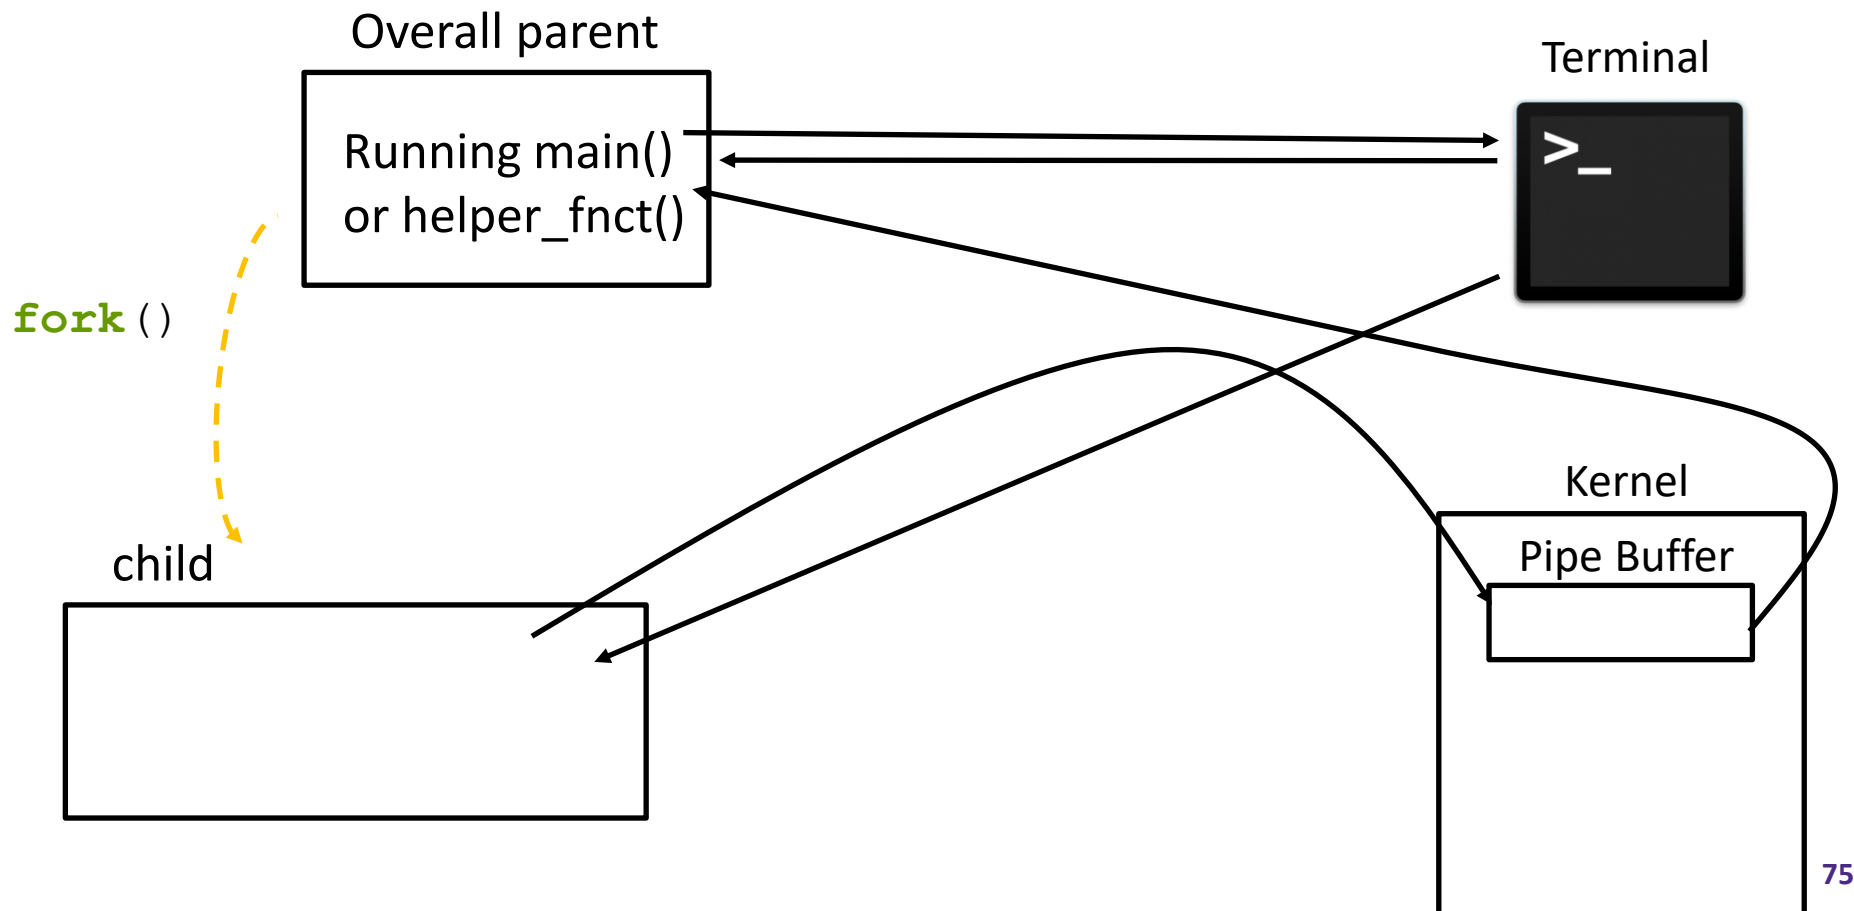 Overall parent
Terminal
Running main()
or helper_fnct()
>_
fork()
Kernel
child
Pipe Buffer
75